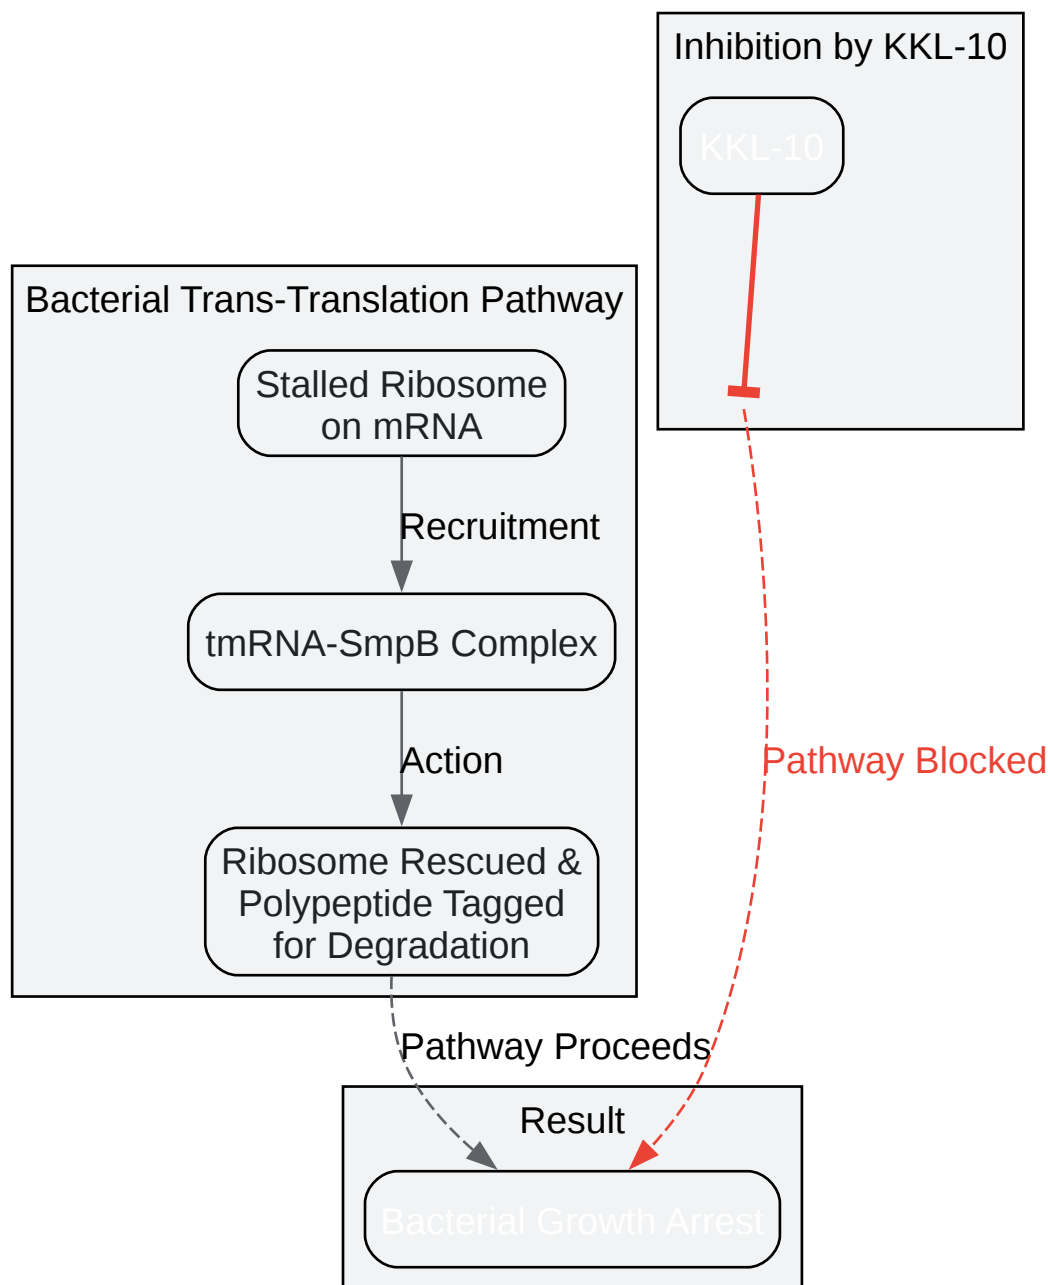 Inhibition by KKL-10
KKL-10
Bacterial Trans-Translation Pathway
Stalled Ribosome
on mRNA
Recruitment
tmRNA-SmpB Complex
Action
Pathway Blocked
Ribosome Rescued &
Polypeptide Tagged
for Degradation
Pathway Proceeds
Result
Bacterial Growth Arrest